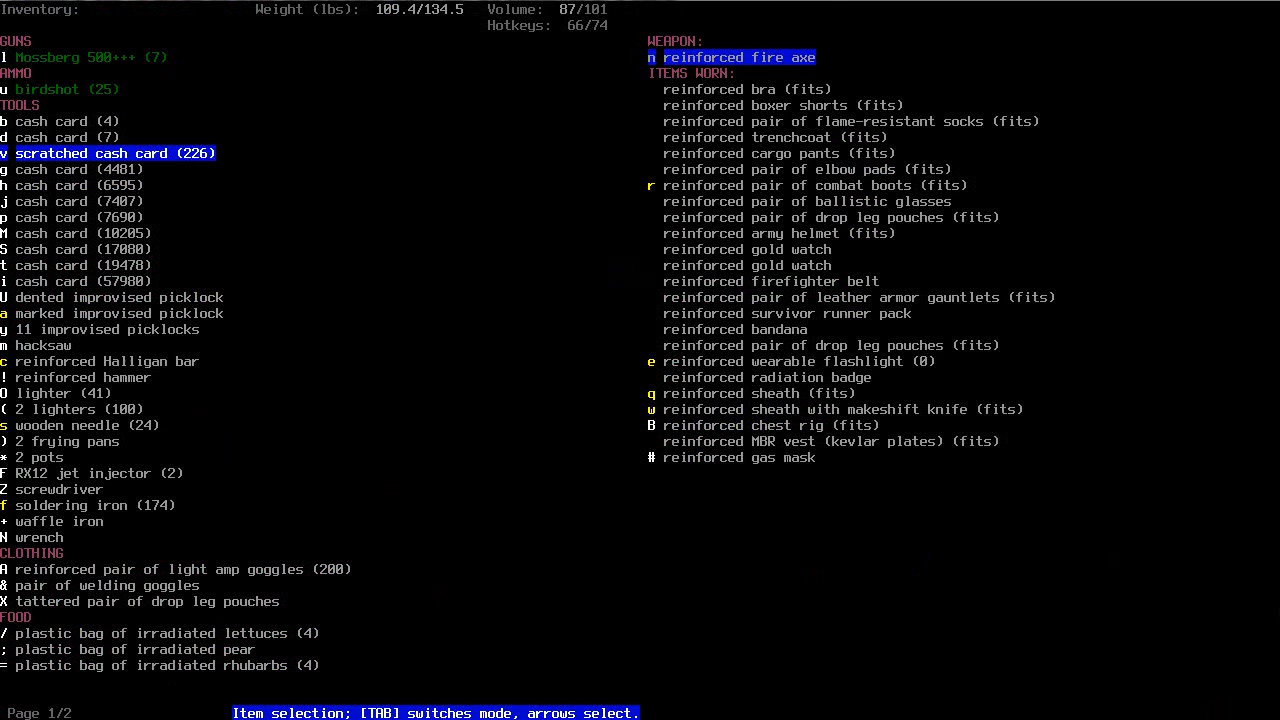 Inventory: Weight (lbs): 109.4/134.5 Volume: 87/101
Hotkeys: 66/74
GUNS
l Mossberg 500+++ (7)
AMMO
u birdshot (25)
TOOLS
b cash card (4)
d cash card (7)
v scratched cash card (226)
g cash card (4481)
h cash card (6595)
j cash card (7407)
p cash card (7690)
M cash card (10205)
S cash card (17080)
t cash card (19478)
i cash card (57980)
U dented improvised picklock
a marked improvised picklock
y 11 improvised picklocks
m hacksaw
c reinforced Halligan bar
! reinforced hammer
O lighter (41)
( 2 lighters (100)
s wooden needle (24)
) 2 frying pans
* 2 pots
F RX12 jet injector (2)
Z screwdriver
f soldering iron (174)
+ waffle iron
N wrench
CLOTHING
A reinforced pair of light amp goggles (200)
& pair of welding goggles
X tattered pair of drop leg pouches
FOOD
/ plastic bag of irradiated lettuces (4)
; plastic bag of irradiated pear
= plastic bag of irradiated rhubarbs (4)
WEAPON:
n reinforced fire axe
ITEMS WORN:
reinforced bra (fits)
reinforced boxer shorts (fits)
reinforced pair of flame-resistant socks (fits)
reinforced trenchcoat (fits)
reinforced cargo pants (fits)
reinforced pair of elbow pads (fits)
r reinforced pair of combat boots (fits)
reinforced pair of ballistic glasses
reinforced pair of drop leg pouches (fits)
reinforced army helmet (fits)
reinforced gold watch
reinforced gold watch
reinforced firefighter belt
reinforced pair of leather armor gauntlets (fits)
reinforced survivor runner pack
reinforced bandana
reinforced pair of drop leg pouches (fits)
e reinforced wearable flashlight (0)
reinforced radiation badge
q reinforced sheath (fits)
w reinforced sheath with makeshift knife (fits)
B reinforced chest rig (fits)
reinforced MBR vest (kevlar plates) (fits)
# reinforced gas mask
Page 1/2 Item selection; [TAB] switches mode, arrows select.